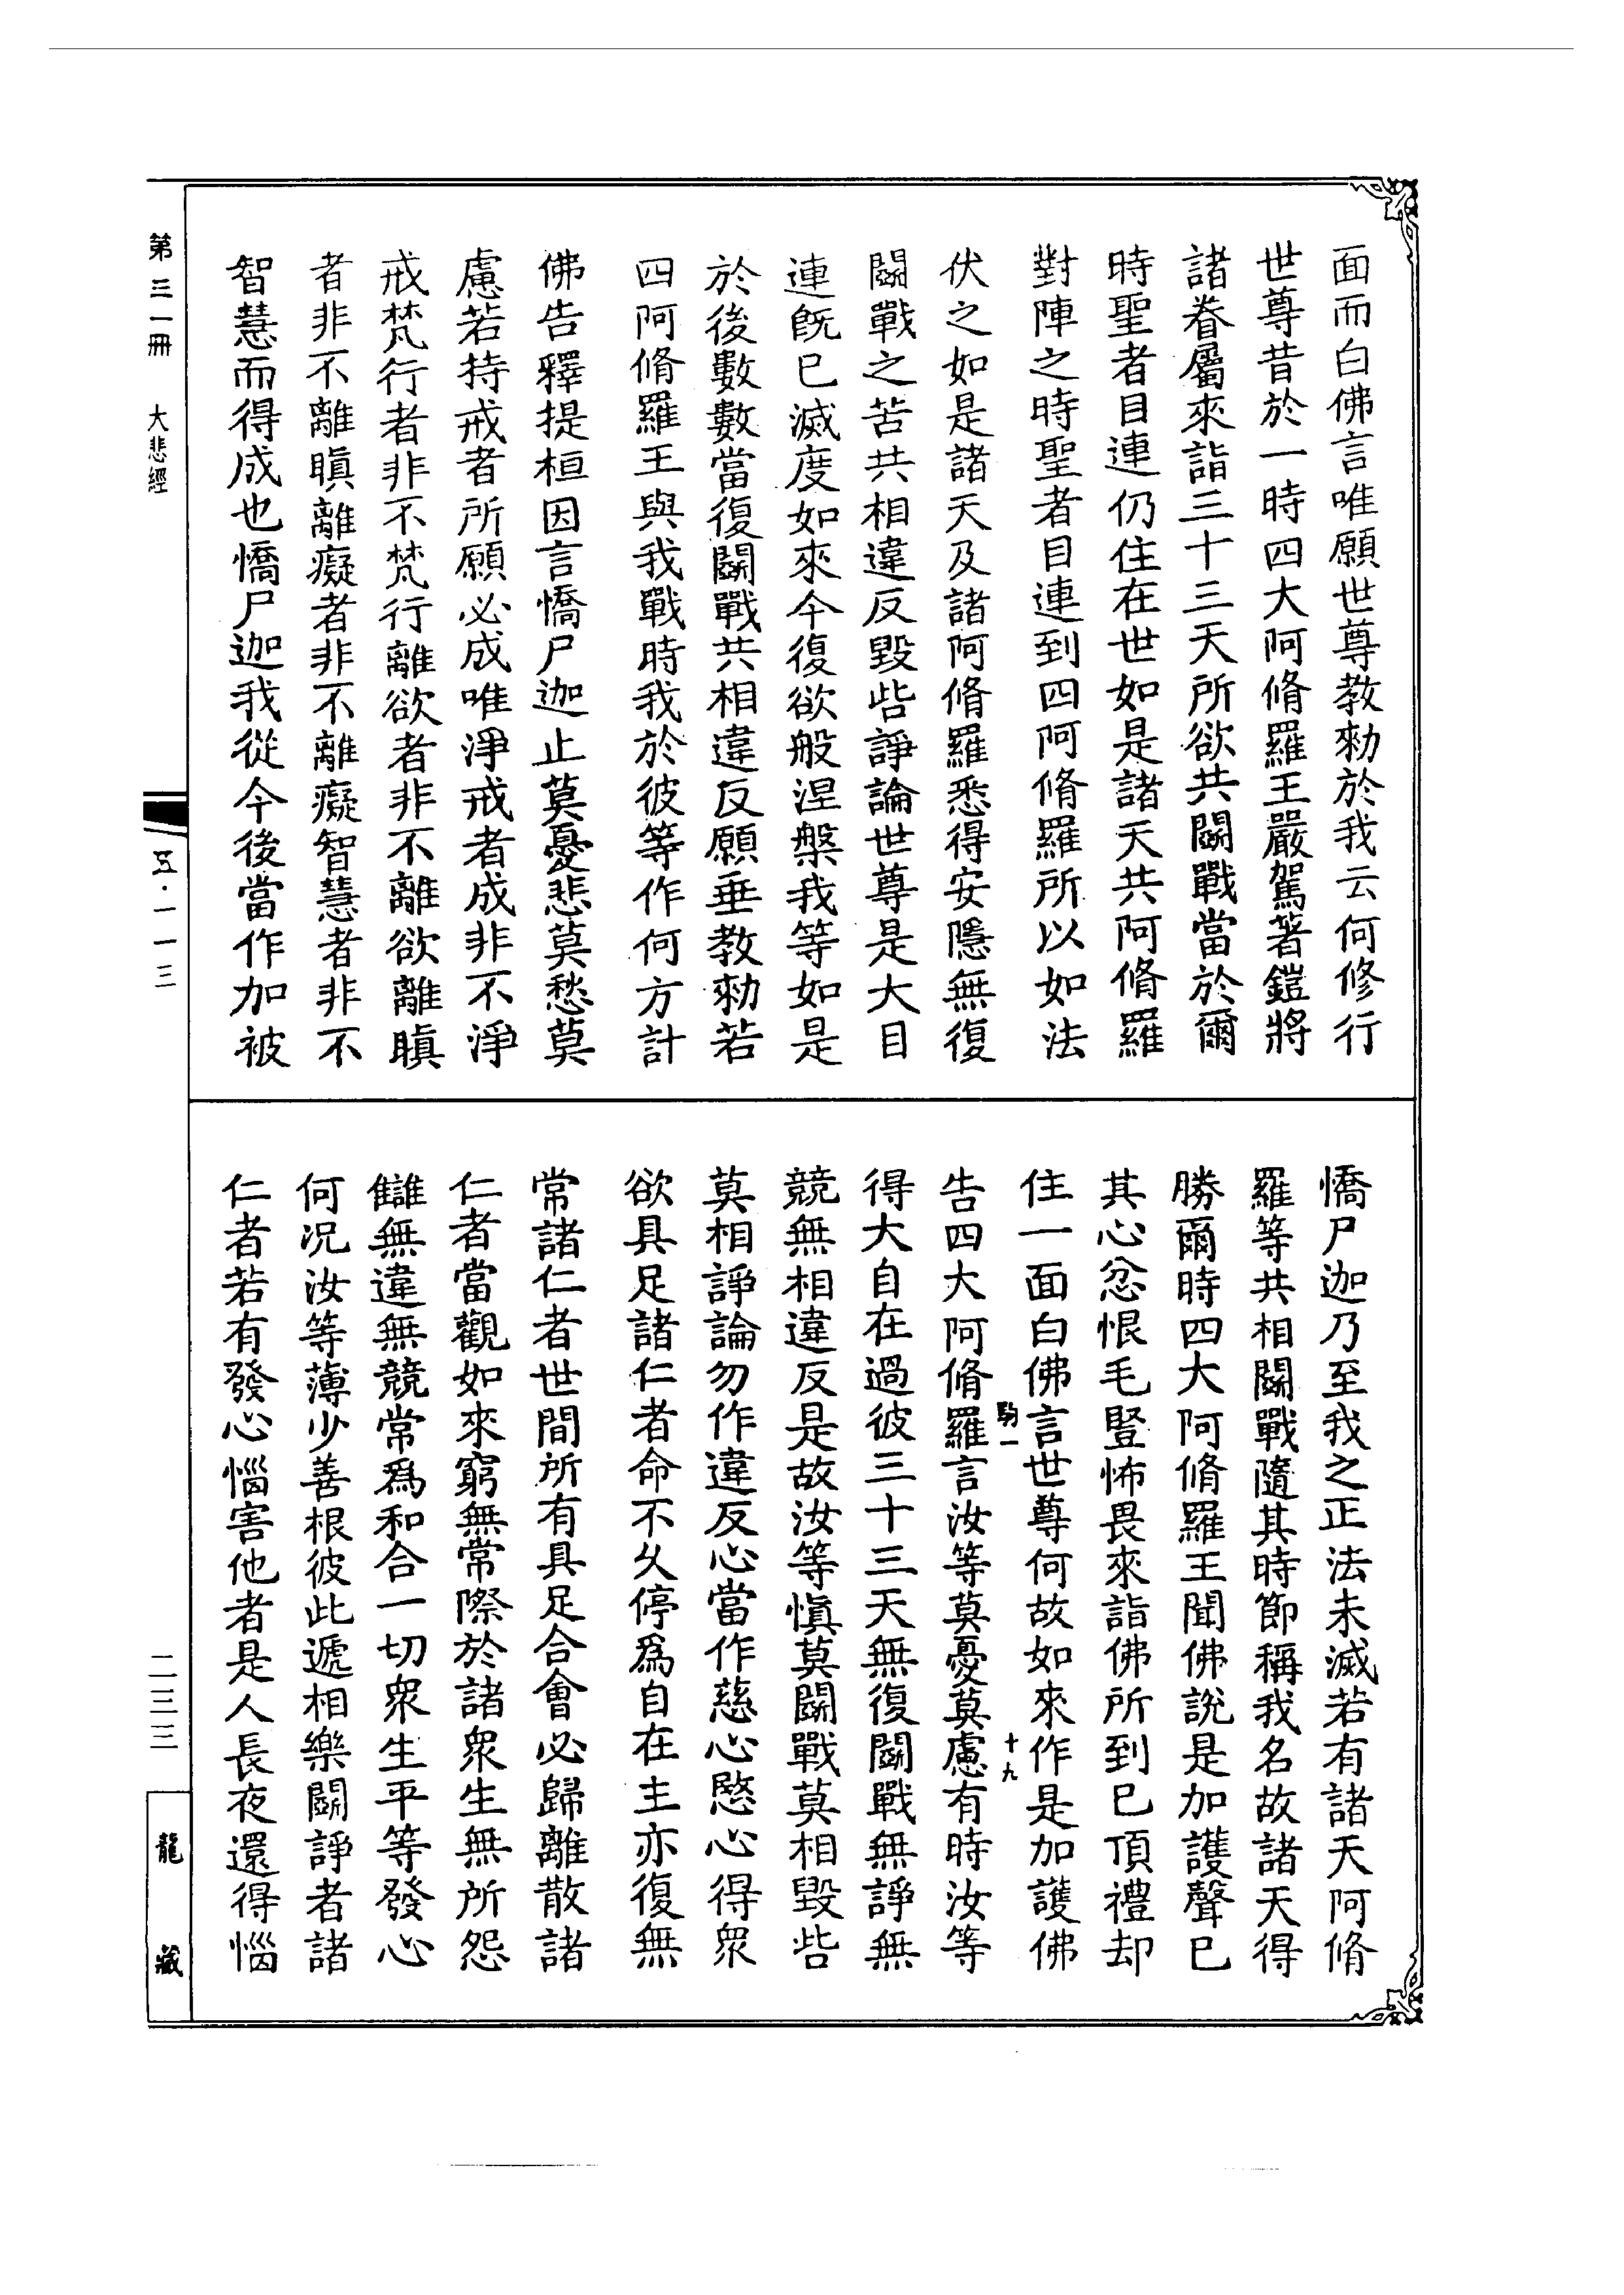 面而白佛言唯願世尊教勑於我云何修行
世尊昔於一時四大阿脩羅王嚴駕著鎧將
諸眷屬來詣三十三天所欲共鬭戰當於爾
時聖者目連仍住在世如是諸天共阿脩羅
對陣之時聖者目連到四阿脩羅所以如法
伏之如是諸天及諸阿脩羅悉得安隱無復
鬭戰之苦共相違反毀呰諍論世尊是大目
連旣已滅度如來今復欲般涅槃我等如是
於後數數當復鬭戰共相違反願垂教勑若
四阿脩羅王與我戰時我於彼等作何方計
佛告釋提桓因言憍尸迦止莫憂悲莫愁莫
慮若持戒者所願必成唯淨戒者成非不淨
戒梵行者非不梵行離欲者非不離欲離瞋
者非不離瞋離癡者非不離癡智慧者非不
智慧而得成也憍尸迦我從今後當作加被
憍尸迦乃至我之正法未滅若有諸天阿脩
羅等共相鬭戰隨其時節稱我名故諸天得
勝爾時四大阿脩羅王聞佛說是加護聲已
其心忿恨毛豎怖畏來詣佛所到已頂禮却
住一面白佛言世尊何故如來作是加護佛
駒一
十九
告四大阿脩羅言汝等莫憂莫慮有時汝等
得大自在過彼三十三天無復鬭戰無諍無
競無相違反是故汝等愼莫鬭戰莫相毀呰
莫相諍論勿作違反心當作慈心愍心得衆
欲具足諸仁者命不久停爲自在主亦復無
常諸仁者世間所有具足合會必歸離散諸
仁者當觀如來窮無常際於諸衆生無所怨
讎無違無競常爲和合一切衆生平等發心
何況汝等薄少善根彼此遞相樂鬭諍者諸
仁者若有發心惱害他者是人長夜還得惱
第三一冊
大悲經
五·一一三
二三三
龍藏